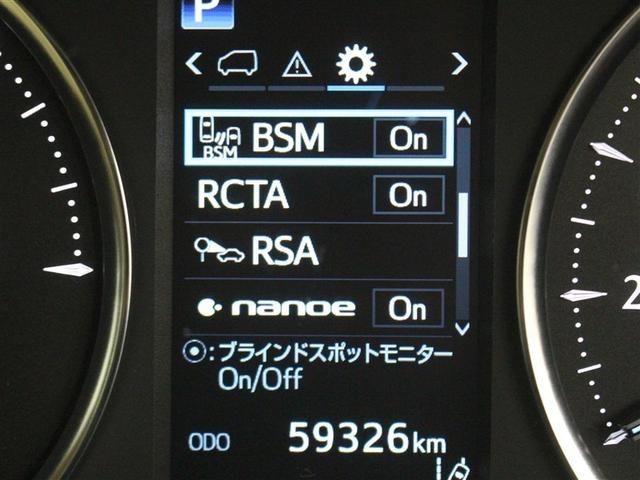 P
BSM BSM On
RCTA On
RSA
nanoe On
⦿:ブラインドスポットモニター
On/Off
ODO 59326km
2